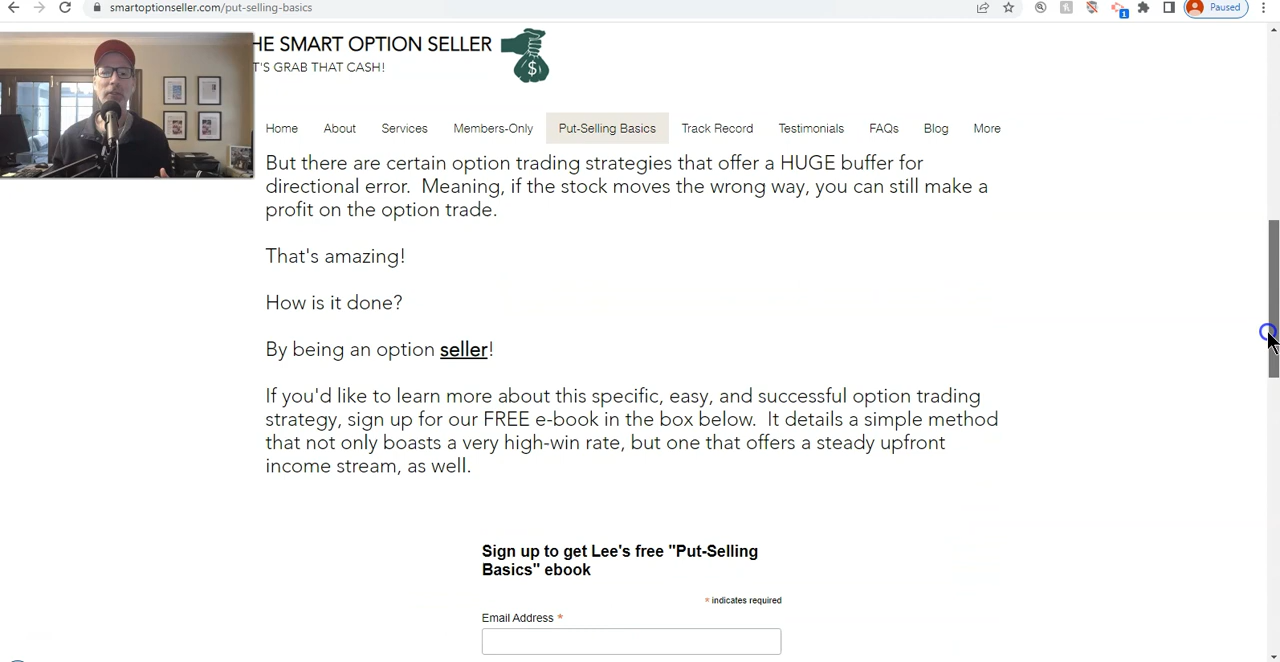 smartoptionseller.com/put-selling-basics
Paused
1
HE SMART OPTION SELLER
T'S GRAB THAT CASH!
$
Home About Services Members-Only Put-Selling Basics Track Record Testimonials FAQs Blog More
But there are certain option trading strategies that offer a HUGE buffer for
directional error. Meaning, if the stock moves the wrong way, you can still make a
profit on the option trade.
That's amazing!
How is it done?
By being an option seller!
If you'd like to learn more about this specific, easy, and successful option trading
strategy, sign up for our FREE e-book in the box below. It details a simple method
that not only boasts a very high-win rate, but one that offers a steady upfront
income stream, as well.
Sign up to get Lee's free "Put-Selling
Basics" ebook
* indicates required
Email Address *